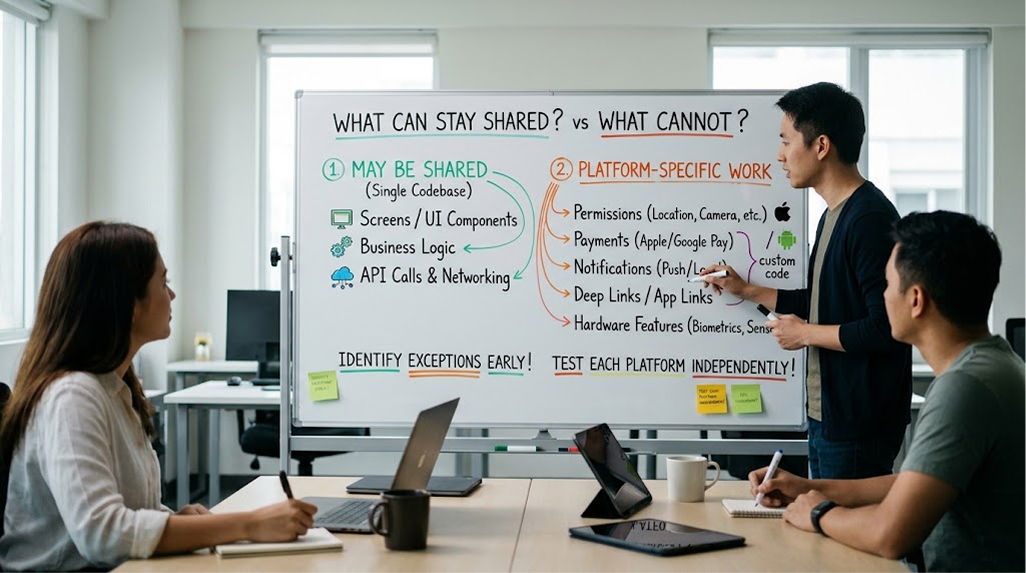 WHAT CAN STAY SHARED? vs WHAT CANNOT?
1 MAY BE SHARED
(Single Codebase)
Screens / UI Components
Business Logic
API Calls & Networking
2. PLATFORM-SPECIFIC WORK
Permissions (Location, Camera, etc.)
/
Payments (Apple/Google Pay)
custom
code
Notifications (Push/
Deep Links / App Links
Hardware Features (Biometrics,
IDENTIFY EXCEPTIONS EARLY!
TEST EACH PLATFORM INDEPENDENTLY!